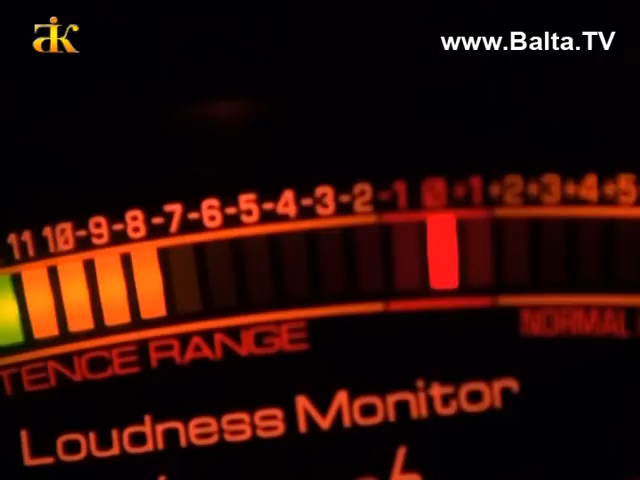 www.Balta.TV
11 10-9-8-7-6-5-4-3-2-1 0 +1 +2+3+4+5
TENCE RANGE
NORMAL
Loudness Monitor